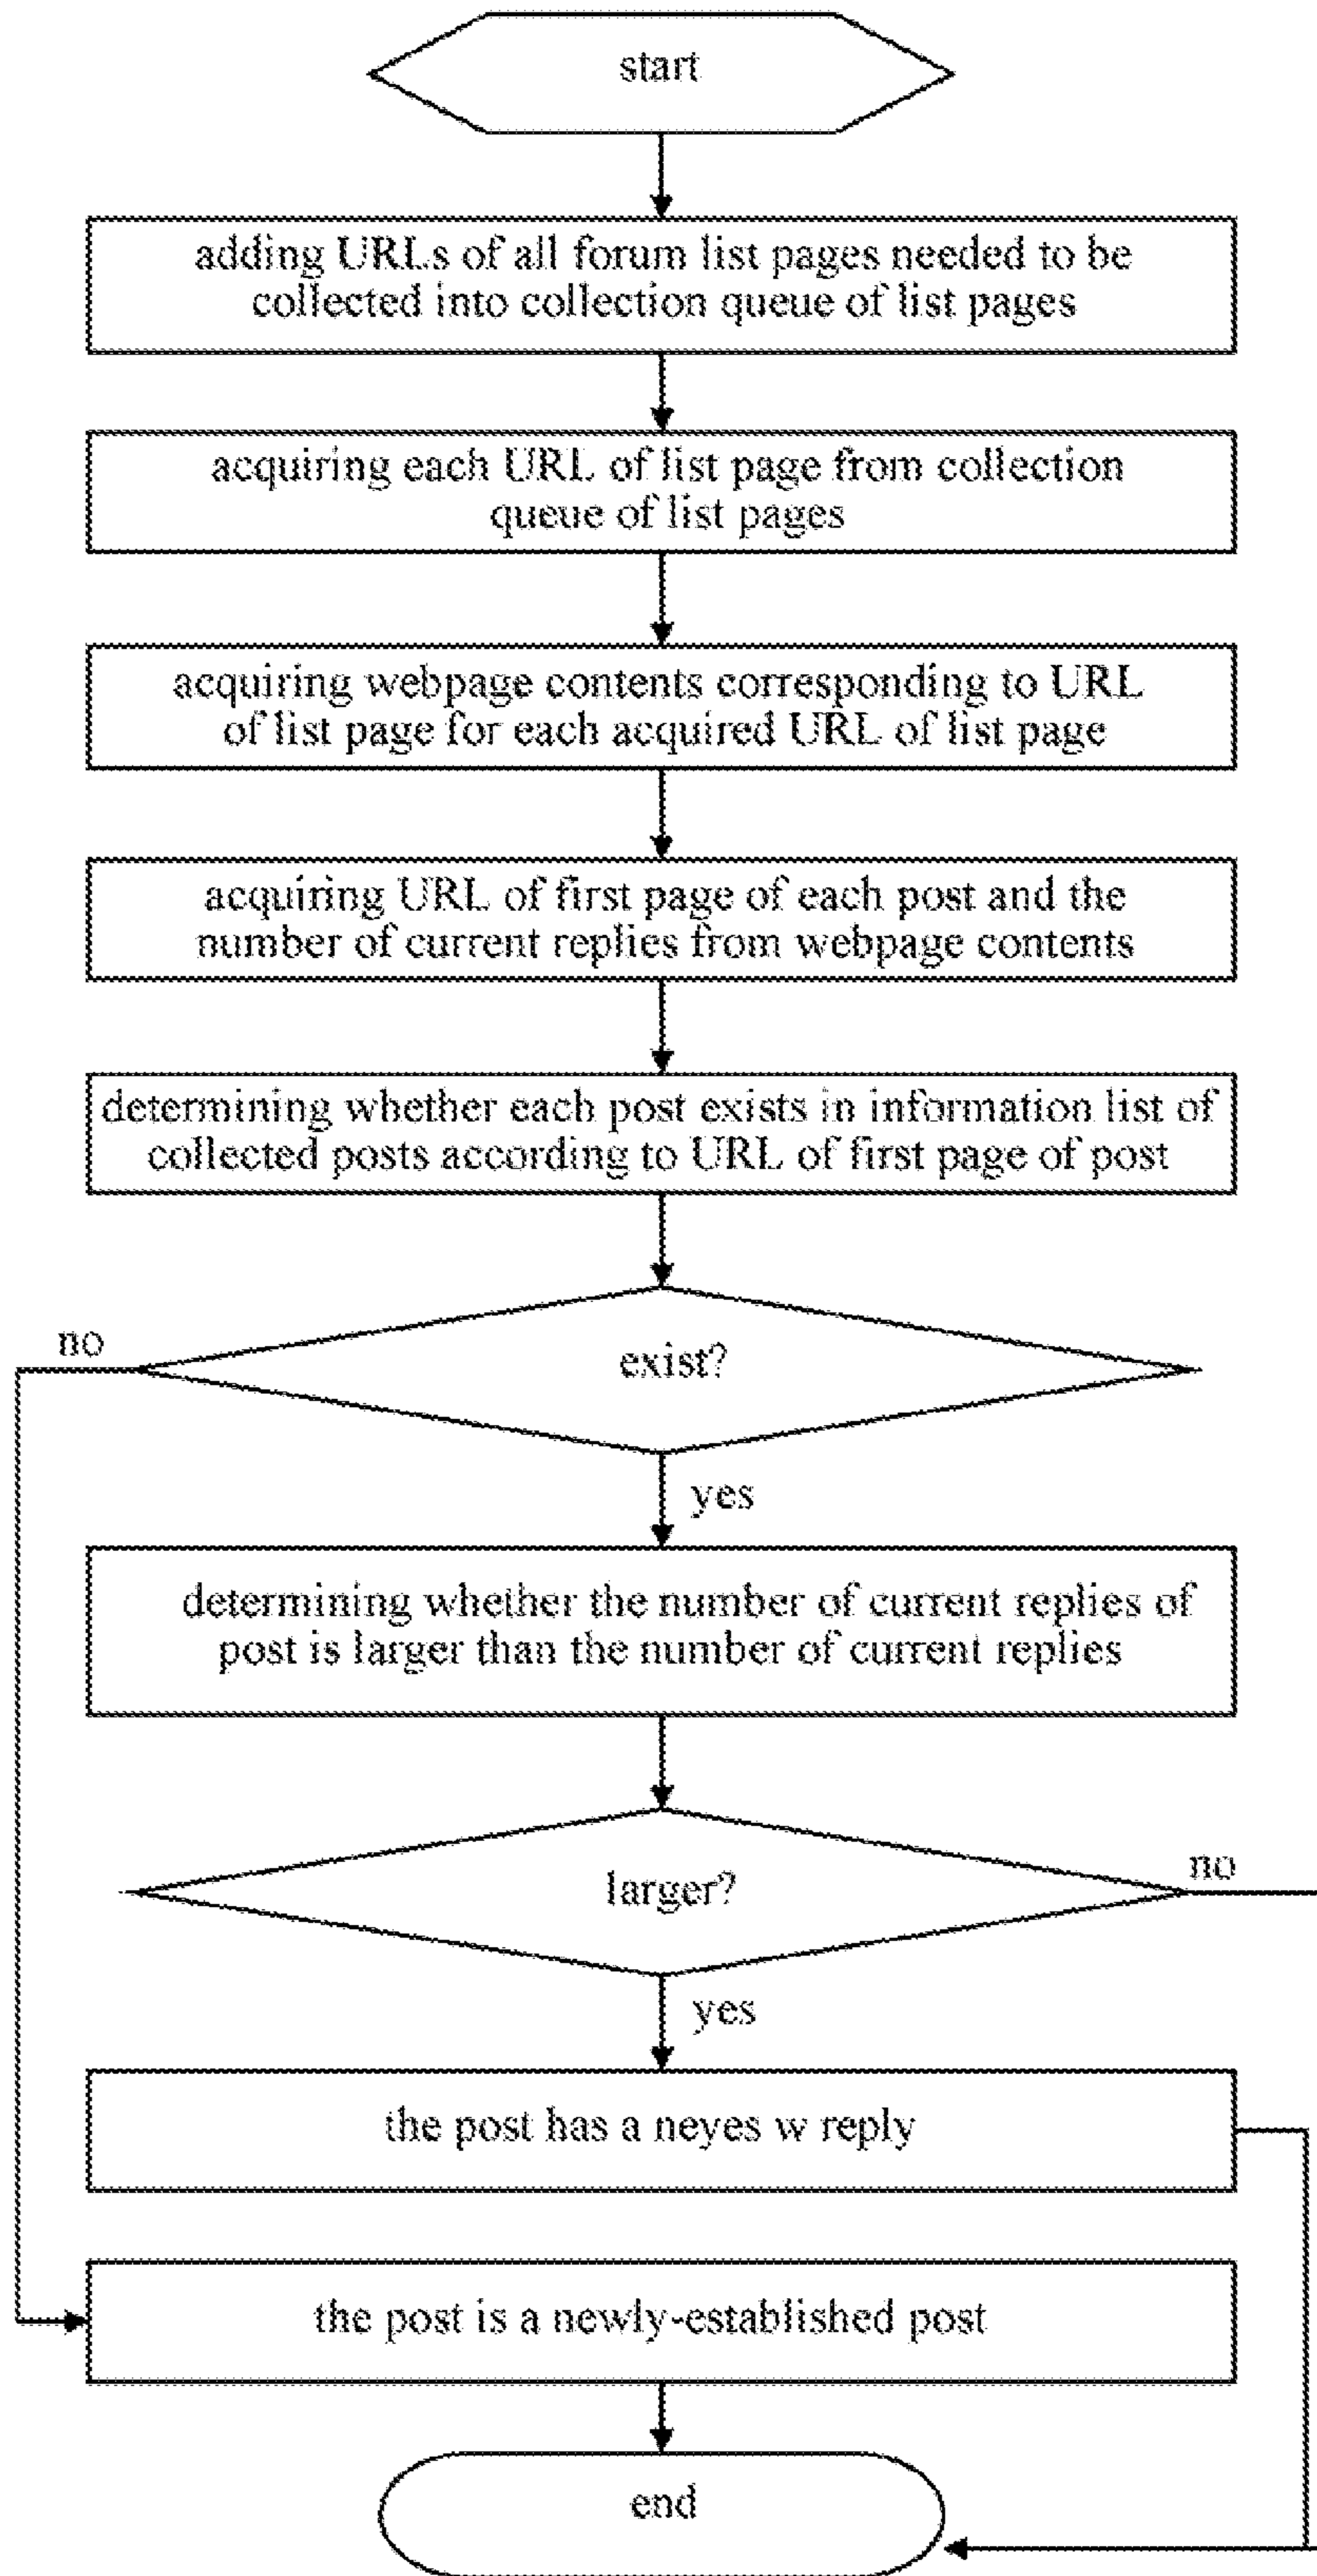 start
adding URLs of all forum list pages needed to be
collected into collection queue of list pages
acquiring each URL of list page from collection
queue of list pages
acquiring webpage contents corresponding to URL
of list page for each acquired URL of list page
acquiring URL of first page of each post and the
number of current replies from webpage contents
determining whether each post exists in information list of
collected posts according to URL of first page of post
no
exist?
yes
determining whether the number of current replies of
post is larger than the number of current replies
larger?
no
yes
the post has a neyes w reply
the post is a newly-established post
end